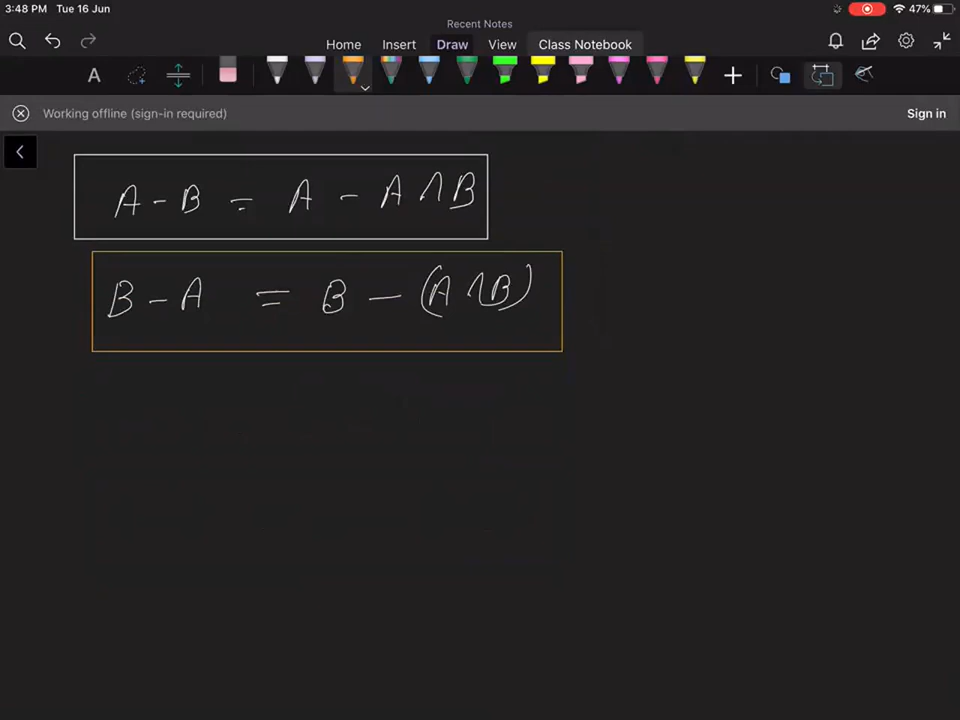 3:48 PM Tue 16 Jun 47%
Recent Notes
Home Insert Draw View Class Notebook
A
Working offline (sign-in required) Sign in
A - B = A - A ∩ B
B - A = B - (A ∩ B)